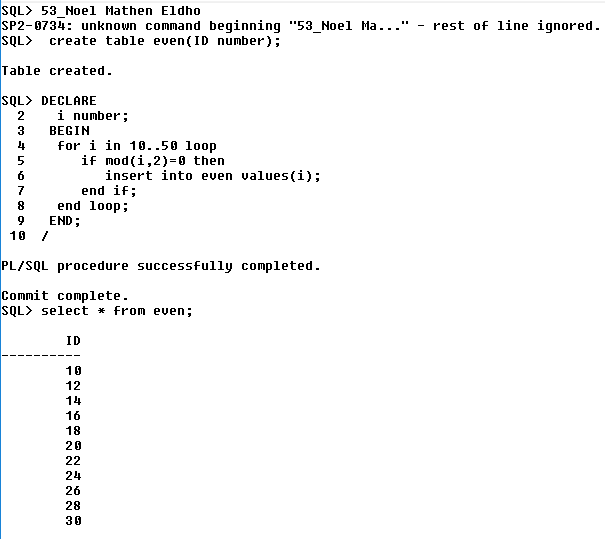 SQL> 53_Noel Mathen Eldho
SP2-0734: unknown command beginning "53_Noel Ma..." - rest of line ignored.
SQL>  create table even(ID number);
Table created.
SQL> DECLARE
  2    i number;
  3   BEGIN
  4    for i in 10..50 loop
  5       if mod(i,2)=0 then
  6          insert into even values(i);
  7       end if;
  8    end loop;
  9   END;
 10  /
PL/SQL procedure successfully completed.
Commit complete.
SQL> select * from even;
        ID
----------
        10
        12
        14
        16
        18
        20
        22
        24
        26
        28
        30